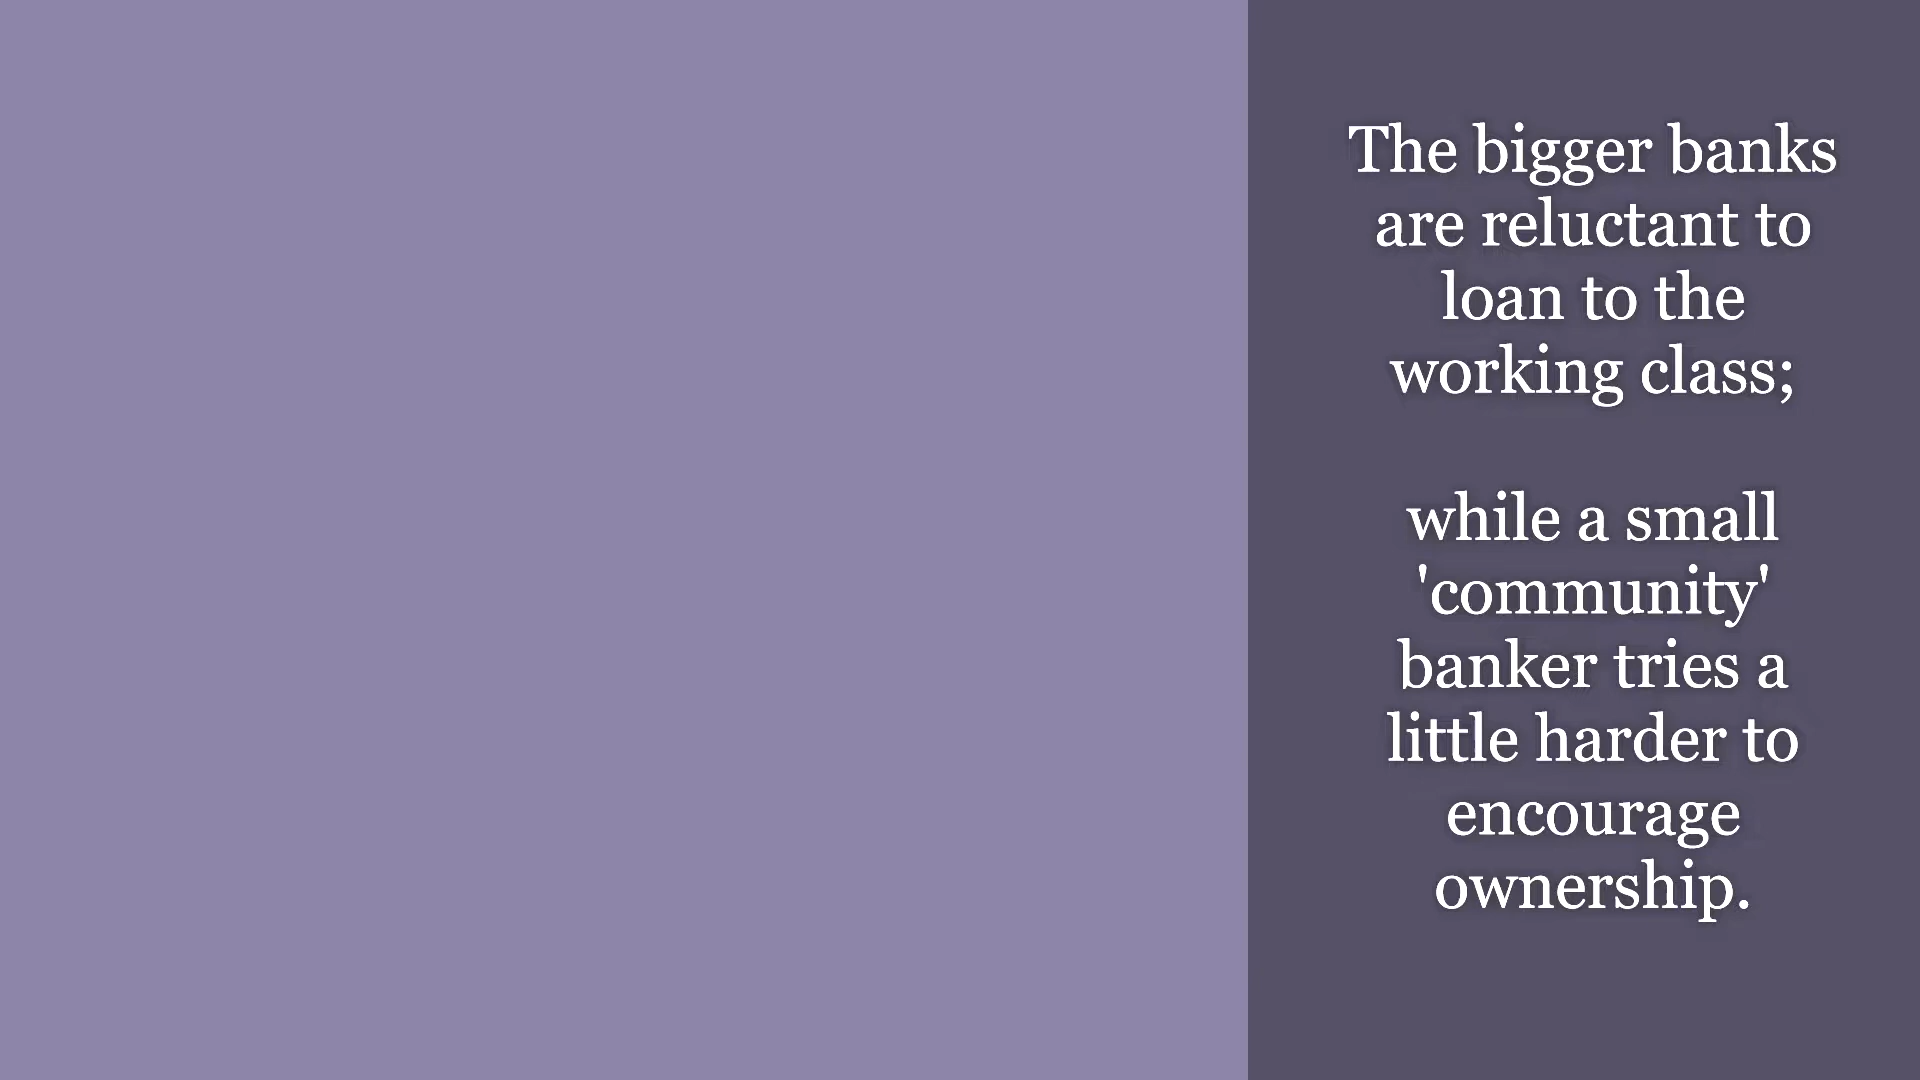 The bigger banks
are reluctant to
loan to the
working class;
while a small
'community'
banker tries a
little harder to
encourage
ownership.